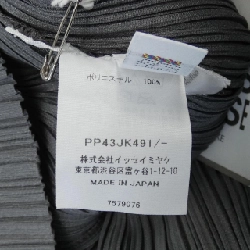 ポリエステル 100%
PP43JK491/-
株式会社イッセイミヤケ
東京都渋谷区富ヶ谷1-12-10
MADE IN JAPAN
7579076